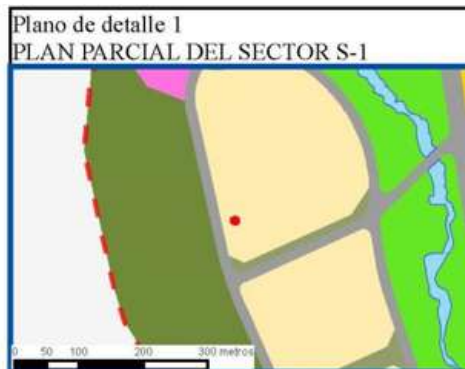 Plano de detalle 1
PLAN PARCIAL DEL SECTOR S-1
0 50 100 200 300 metros